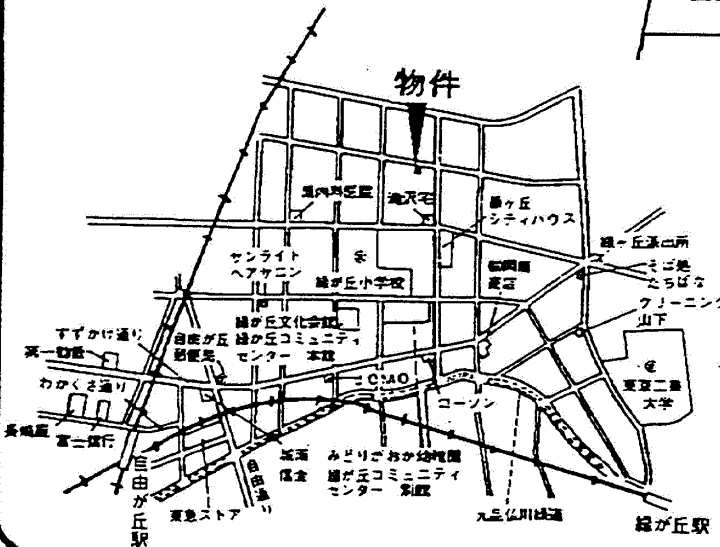 物件
滝沢宅
緑ヶ丘
シティハウス
緑ヶ丘派出所
そば処
たちばな
クリーニング
山下
サンライト
ヘアサニン
緑が丘小学校
緑が丘文化会館
緑が丘コミュニティ
センター 本館
自由が丘
郵便局
すずかけ通り
第一勧銀
わかくさ通り
富士銀行
OMO
ローソン
東京工業
大学
信金
みどりがおか幼稚園
緑が丘コミュニティ
センター 別館
自由が丘駅
自由通り
東急ストア
九品仏川緑道
緑が丘駅